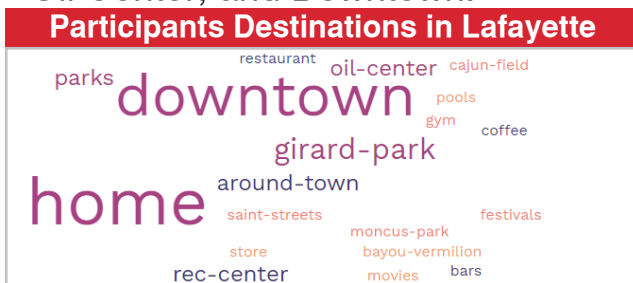 Participants Destinations in Lafayette
restaurant
oil-center
cajun-field
parks
downtown
pools
gym
coffee
girard-park
around-town
home
saint-streets
festivals
moncus-park
store
bayou-vermilion
rec-center
movies
bars